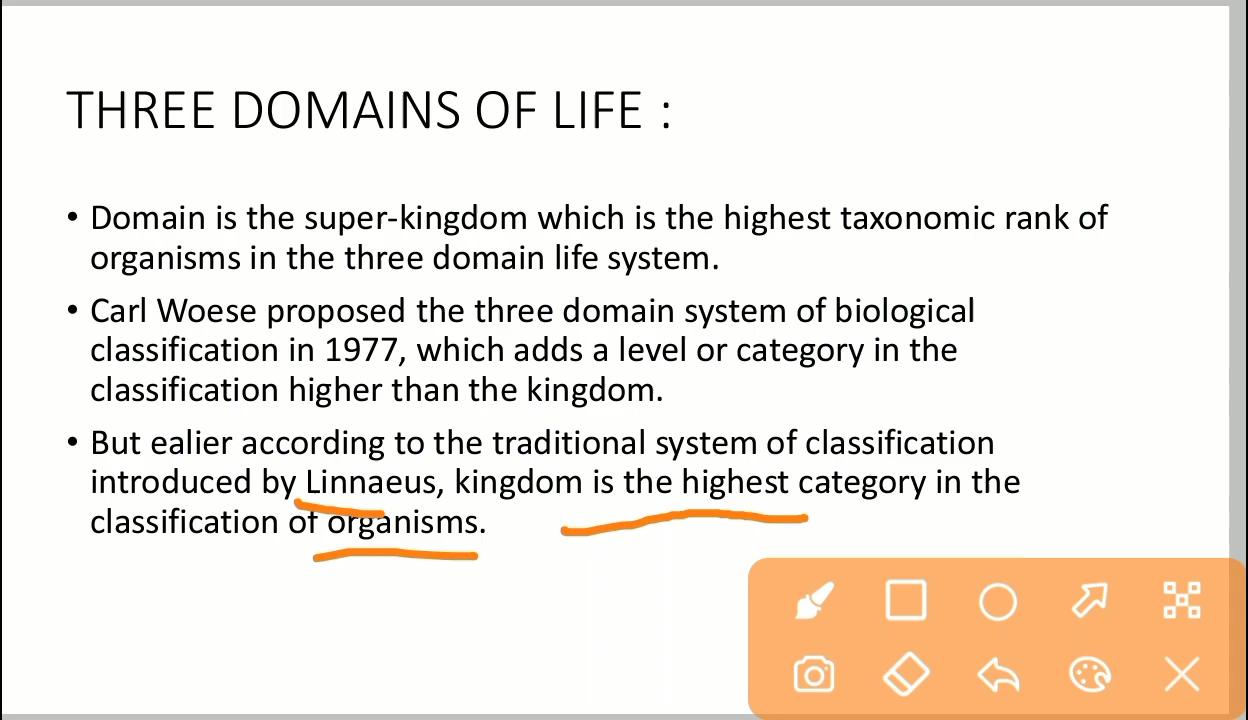 THREE DOMAINS OF LIFE :
• Domain is the super-kingdom which is the highest taxonomic rank of
organisms in the three domain life system.
• Carl Woese proposed the three domain system of biological
classification in 1977, which adds a level or category in the
classification higher than the kingdom.
• But ealier according to the traditional system of classification
introduced by Linnaeus, kingdom is the highest category in the
classification of organisms.